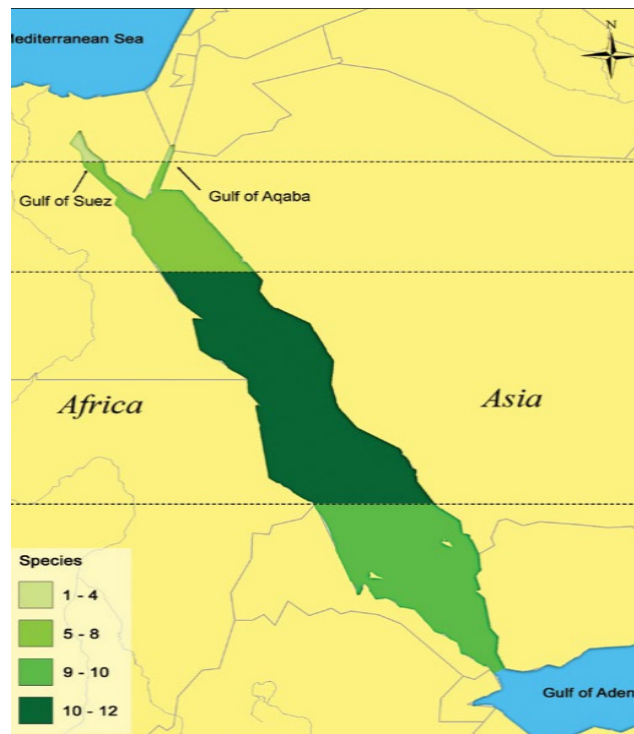 Mediterranean Sea
N
Gulf of Suez
Gulf of Aqaba
Africa
Asia
Species
1 - 4
5 - 8
9 - 10
10 - 12
Gulf of Aden